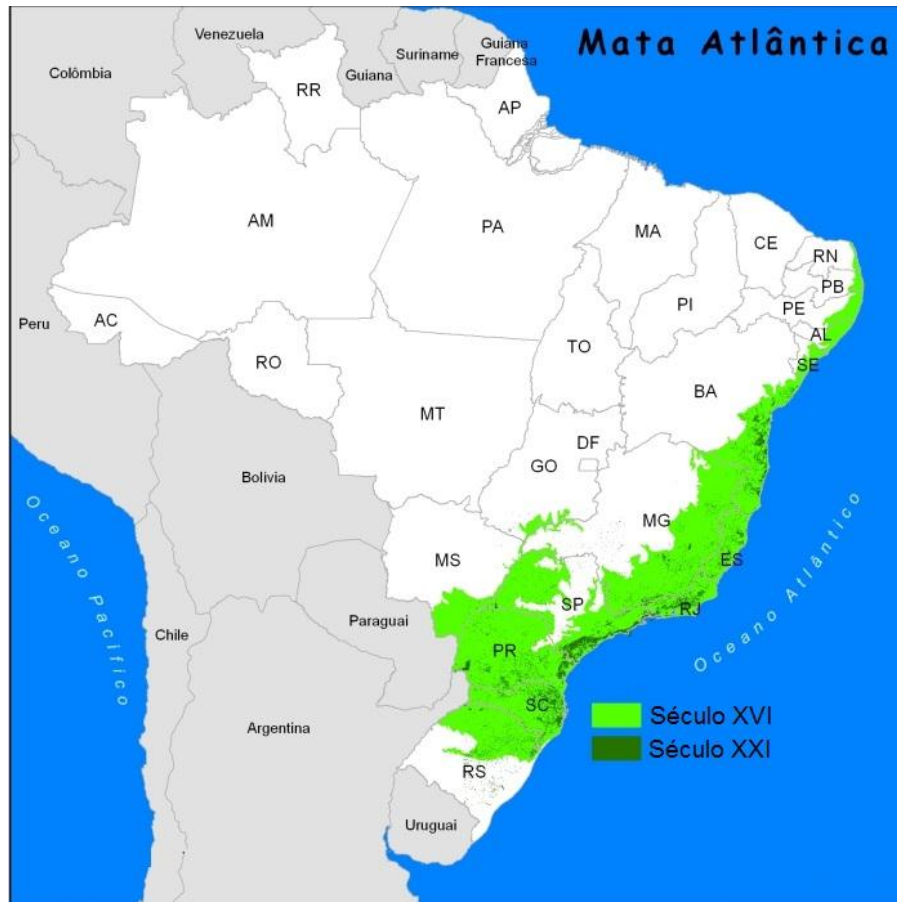 Mata Atlântica
Venezuela
Suriname
Guiana
Francesa
Colômbia
Guiana
RR
AP
AM
PA
MA
CE
RN
PB
PE
AL
SE
PI
TO
AC
RO
Peru
BA
MT
DF
GO
Bolívia
MG
MS
ES
SP
RJ
Paraguai
Chile
PR
SC
Argentina
RS
Uruguai
Oceano Pacífico
Oceano Atlântico
Século XVI
Século XXI